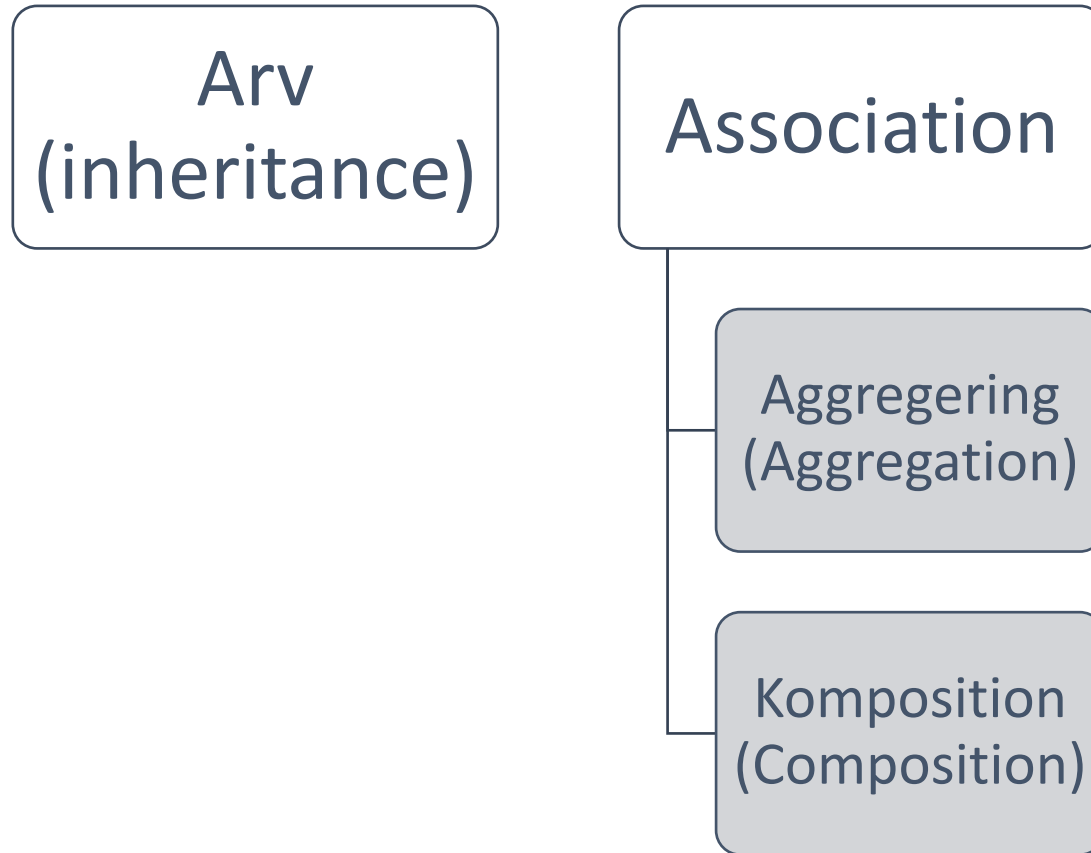 Arv
(inheritance)
Association
Aggregering
(Aggregation)
Komposition
(Composition)